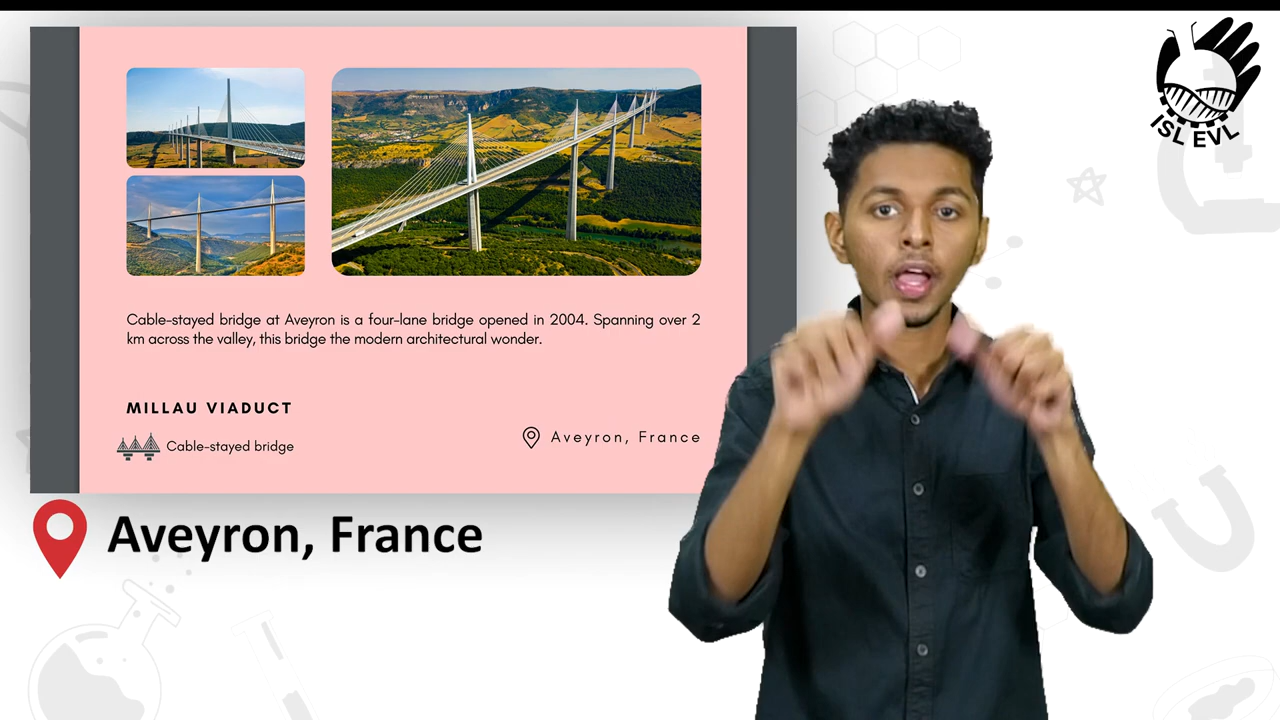 ISL EVL
Cable-stayed bridge at Aveyron is a four-lane bridge opened in 2004. Spanning over 2
km across the valley, this bridge the modern architectural wonder.
MILLAU VIADUCT
Cable-stayed bridge
Aveyron, France
Aveyron, France